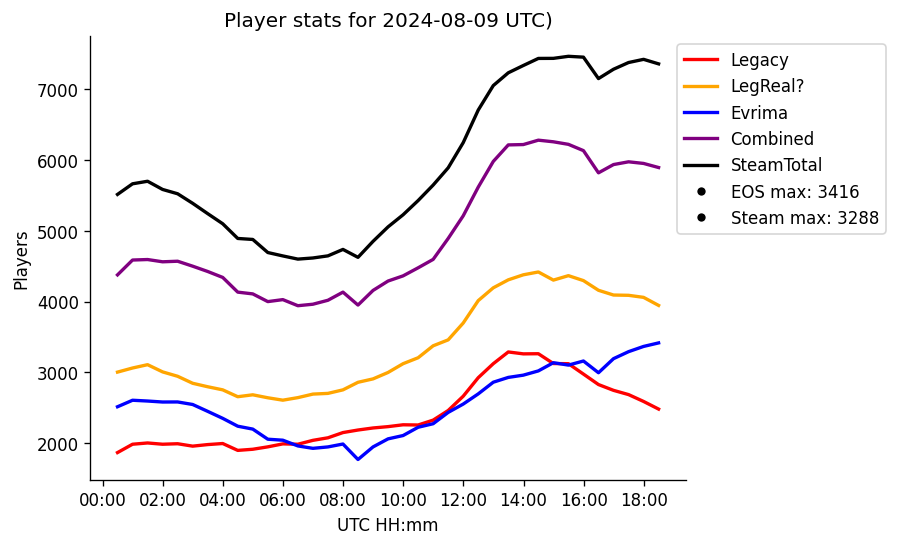 Player stats for 2024-08-09 UTC)
Legacy
LegReal?
Evrima
Combined
SteamTotal
EOS max: 3416
Steam max: 3288
Players
7000
6000
5000
4000
3000
2000
00:00 02:00 04:00 06:00 08:00 10:00 12:00 14:00 16:00 18:00
UTC HH:mm